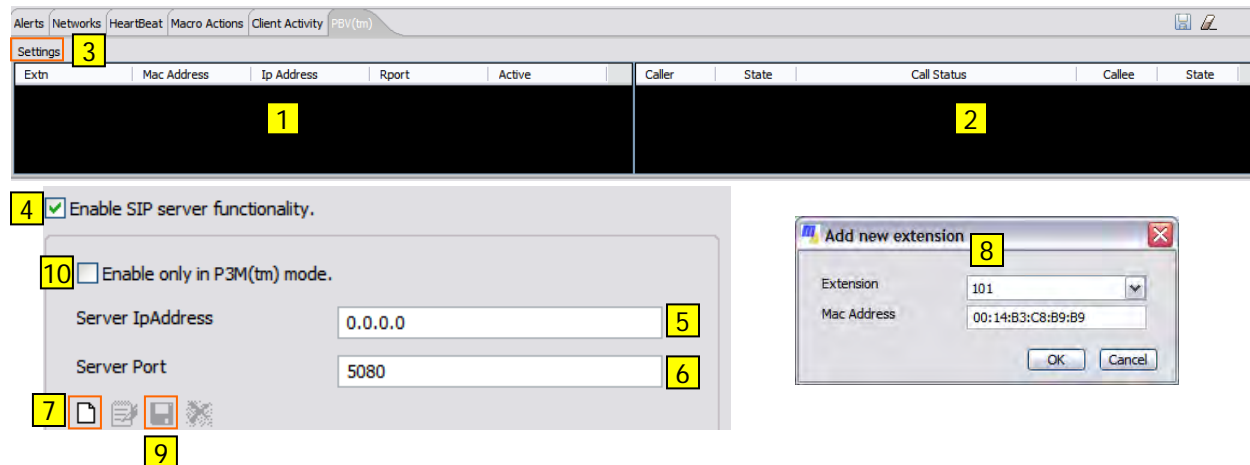 Alerts Networks HeartBeat Macro Actions Client Activity PBV(tm)
Settings 3
Extn Mac Address Ip Address Rport Active Caller State Call Status Callee State
1 2
4 Enable SIP server functionality.
10 Enable only in P3M(tm) mode.
Server IpAddress 0.0.0.0 5
Server Port 5080 6
7
9
Add new extension 8
Extension 101
Mac Address 00:14:B3:C8:B9:B9
OK Cancel